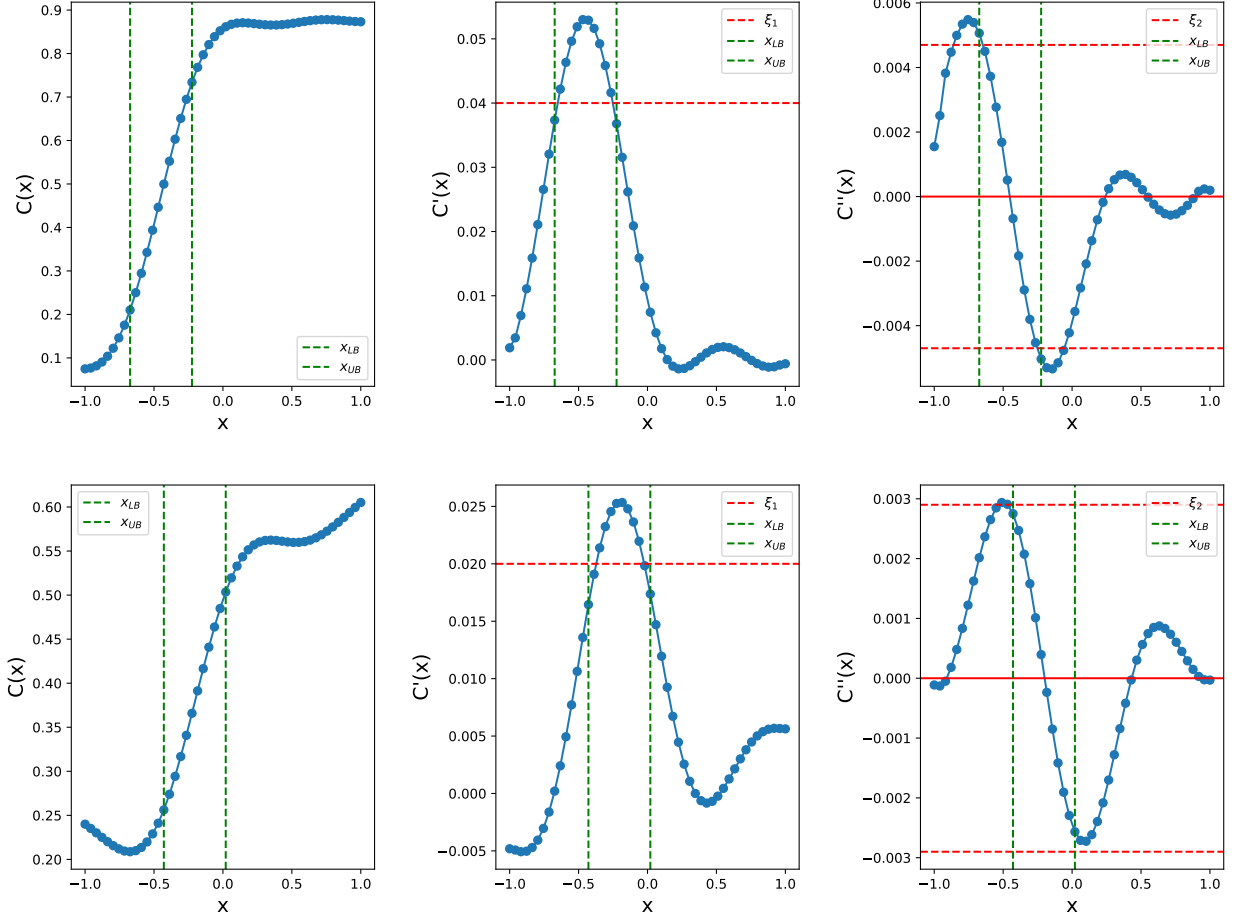 0.9
0.8
0.7
0.6
0.5
0.4
0.3
0.2
0.1
C(x)
x_LB
x_UB
−1.0 −0.5 0.0 0.5 1.0
x
0.05
0.04
0.03
0.02
0.01
0.00
C'(x)
ξ_1
x_LB
x_UB
−1.0 −0.5 0.0 0.5 1.0
x
0.006
0.004
0.002
0.000
−0.002
−0.004
C''(x)
ξ_2
x_LB
x_UB
−1.0 −0.5 0.0 0.5 1.0
x
0.60
0.55
0.50
0.45
0.40
0.35
0.30
0.25
0.20
C(x)
x_LB
x_UB
−1.0 −0.5 0.0 0.5 1.0
x
0.025
0.020
0.015
0.010
0.005
0.000
−0.005
C'(x)
ξ_1
x_LB
x_UB
−1.0 −0.5 0.0 0.5 1.0
x
0.003
0.002
0.001
0.000
−0.001
−0.002
−0.003
C''(x)
ξ_2
x_LB
x_UB
−1.0 −0.5 0.0 0.5 1.0
x